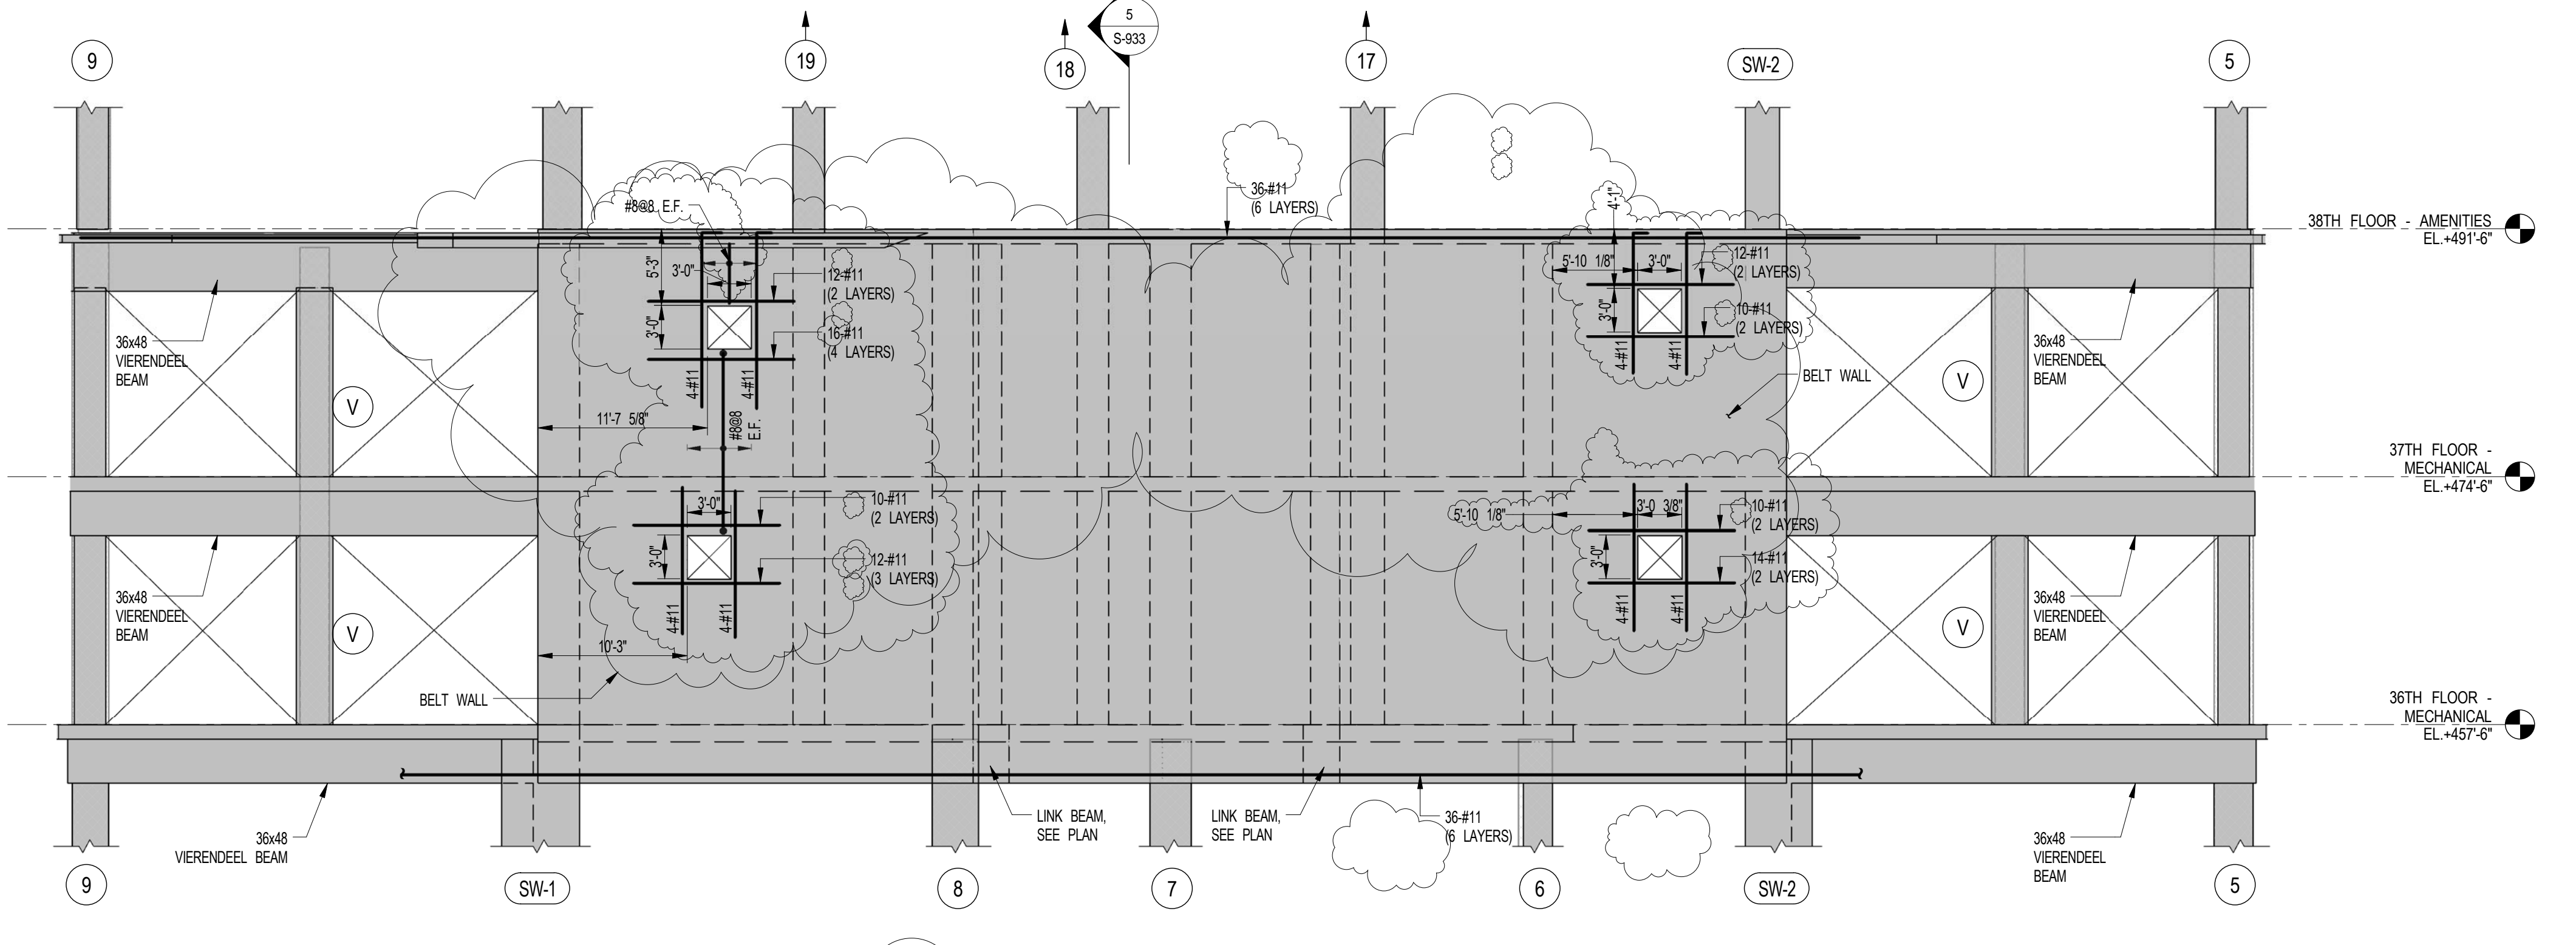 9
19
18
5
S-933
17
SW-2
5
38TH FLOOR - AMENITIES
EL.+491'-6"
37TH FLOOR -
MECHANICAL
EL.+474'-6"
36TH FLOOR -
MECHANICAL
EL.+457'-6"
#8@8 E.F.
36-#11
(6 LAYERS)
4'-1"
5'-3"
3'-0"
12-#11
(2 LAYERS)
3'-0"
16-#11
(4 LAYERS)
4-#11
4-#11
11'-7 5/8"
#8@8
E.F.
5'-10 1/8"
3'-0"
12-#11
(2 LAYERS)
3'-0"
10-#11
(2 LAYERS)
4-#11
4-#11
BELT WALL
36x48
VIERENDEEL
BEAM
V
V
36x48
VIERENDEEL
BEAM
3'-0"
10-#11
(2 LAYERS)
3'-0"
12-#11
(3 LAYERS)
4-#11
4-#11
10'-3"
5'-10 1/8"
3'-0 3/8"
10-#11
(2 LAYERS)
3'-0"
14-#11
(2 LAYERS)
4-#11
4-#11
36x48
VIERENDEEL
BEAM
V
V
36x48
VIERENDEEL
BEAM
BELT WALL
36x48
VIERENDEEL BEAM
LINK BEAM,
SEE PLAN
LINK BEAM,
SEE PLAN
36-#11
(6 LAYERS)
36x48
VIERENDEEL
BEAM
9
SW-1
8
7
6
SW-2
5